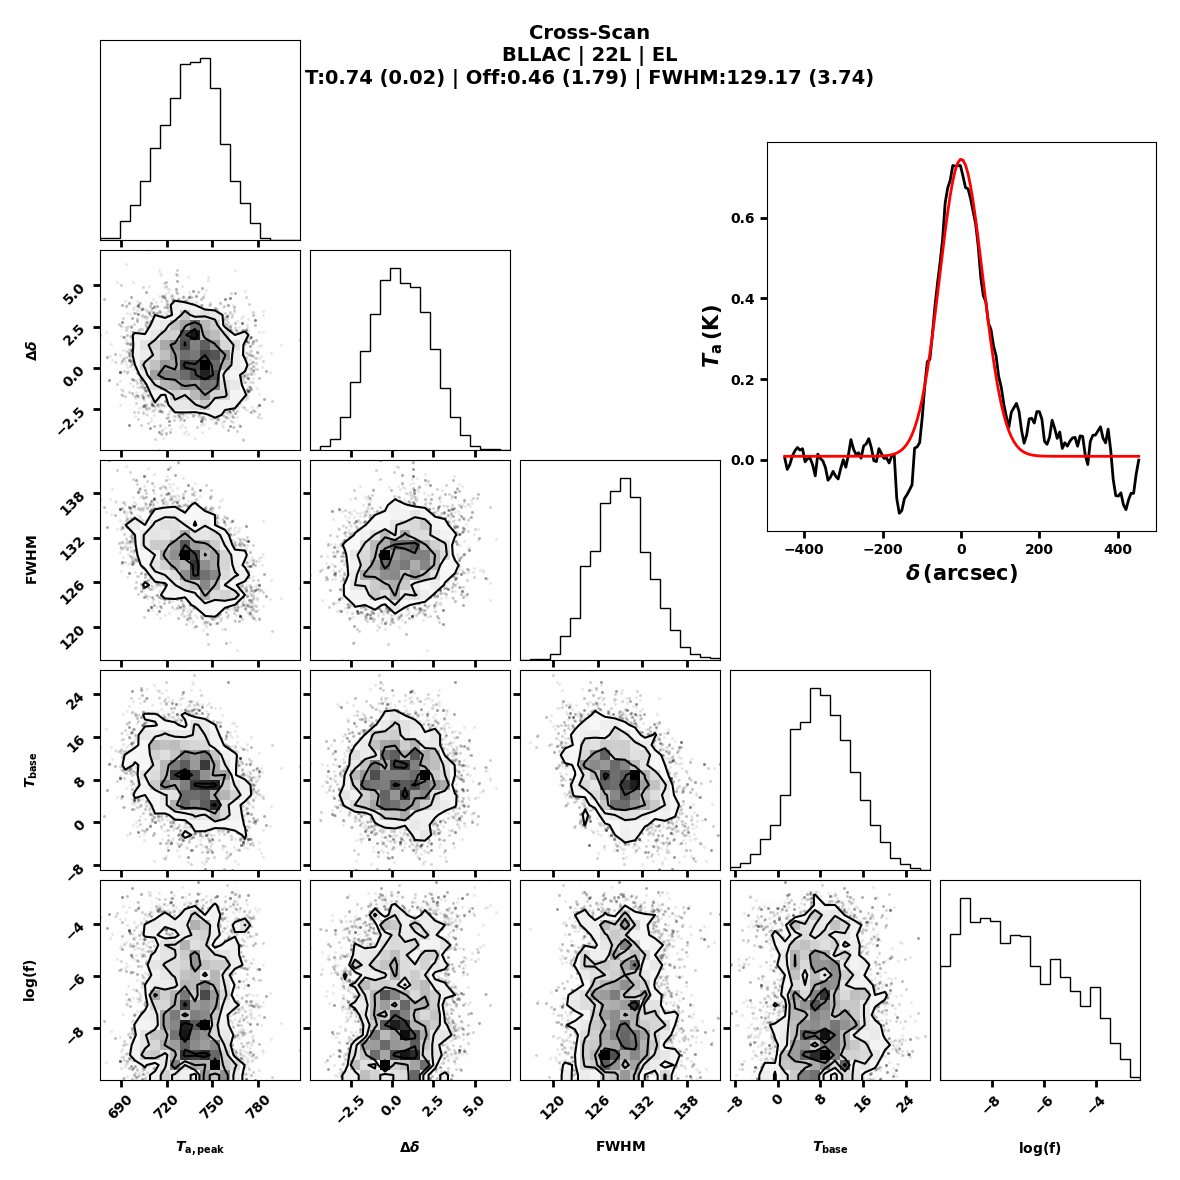 Cross-Scan
BLLAC | 22L | EL
T:0.74 (0.02) | Off:0.46 (1.79) | FWHM:129.17 (3.74)
0.6
0.4
0.2
0.0
Ta (K)
−400 −200 0 200 400
δ (arcsec)
5.0
2.5
0.0
−2.5
Δδ
138
132
126
120
FWHM
24
16
8
0
−8
Tbase
−4
−6
−8
log(f)
690 720 750 780
−2.5 0.0 2.5 5.0
120 126 132 138
−8 0 8 16 24
−8 −6 −4
Ta,peak Δδ FWHM Tbase log(f)